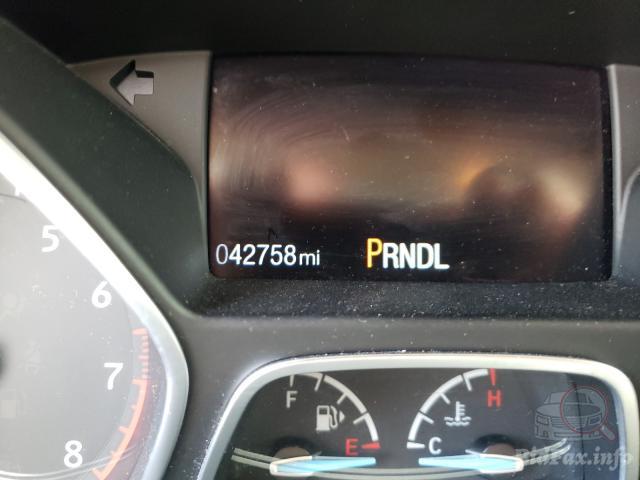 042758mi PRNDL
5
6
7
8
F
E
H
C
BidFax.info